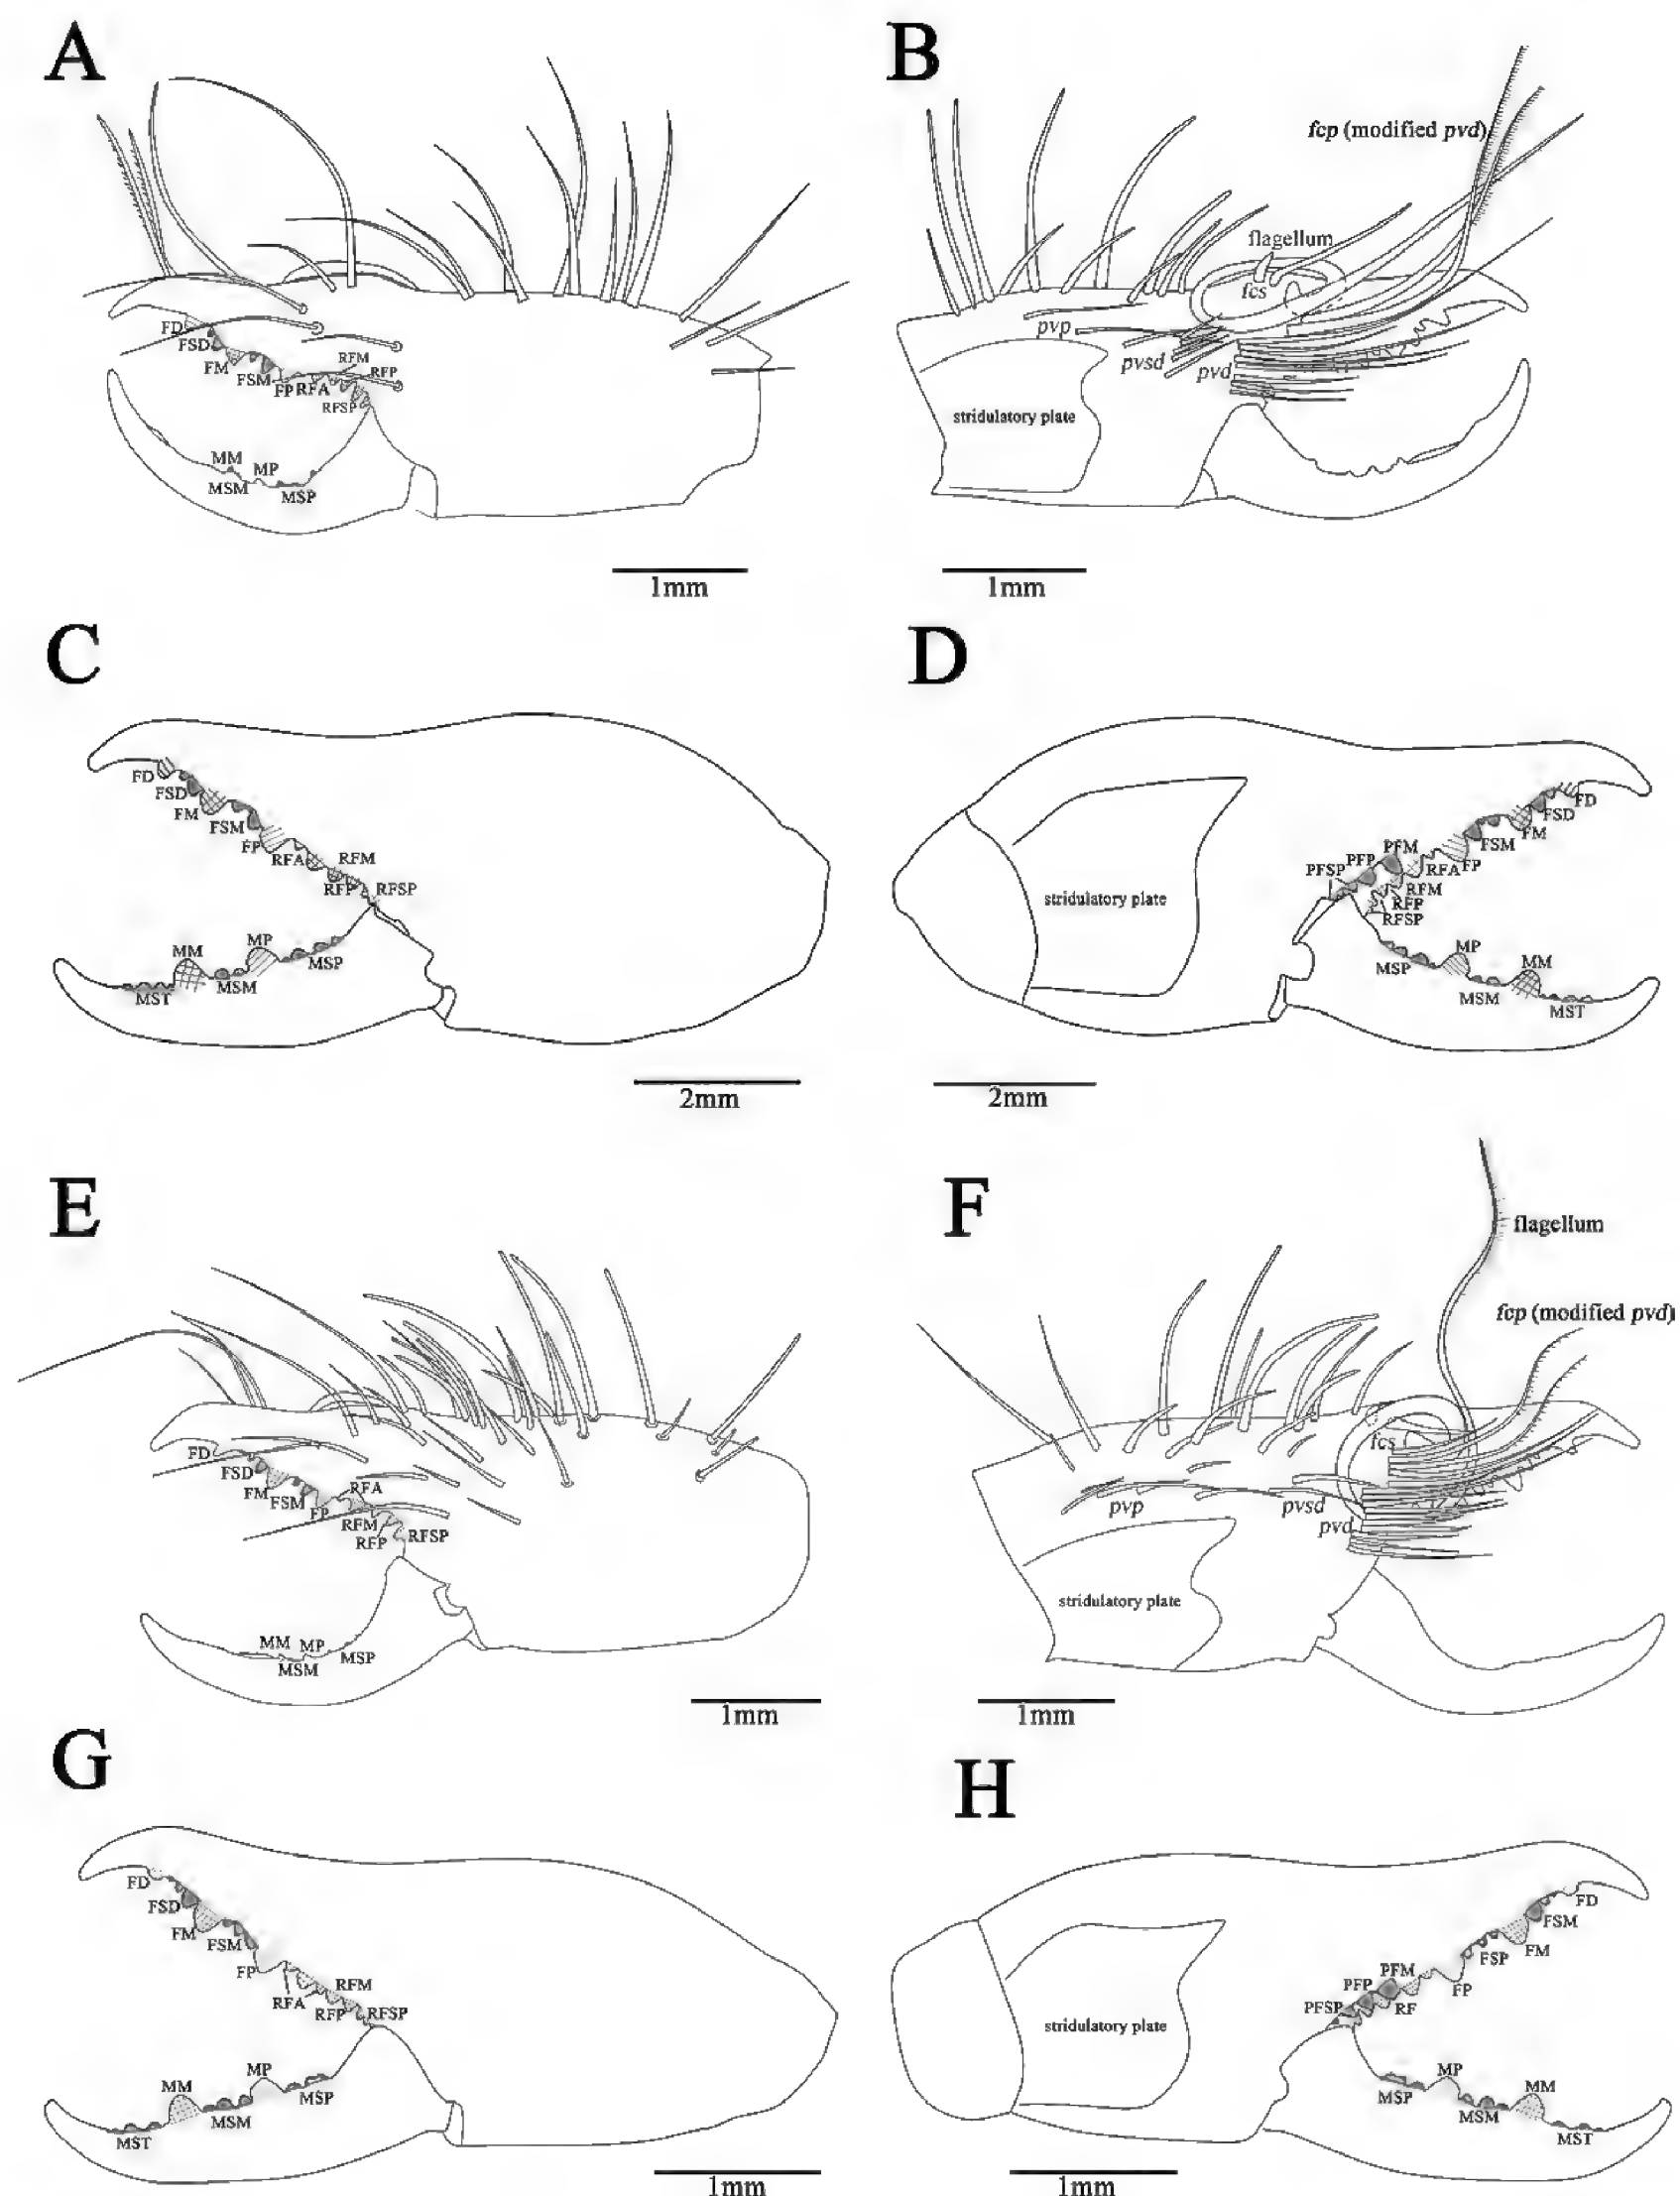 A
FD
FSD
FM
FSM
FP
RFA
RFM
RFP
RFSP
MM
MSM
MP
MSP
1mm
B
fcp (modified pvd)
flagellum
fcs
pvp
pvsd
pvd
stridulatory plate
1mm
C
FD
FSD
FM
FSM
FP
RFA
RFM
RFP
RFSP
MM
MP
MSP
MSM
MST
2mm
D
FD
FSD
FM
FSM
FP
PFM
PFP
PFSP
RFA
RFM
RFP
RFSP
stridulatory plate
MSP
MP
MM
MSM
MST
2mm
E
FD
FSD
FM
FSM
FP
RFA
RFM
RFP
RFSP
MM
MP
MSM
MSP
1mm
F
flagellum
fcp (modified pvd)
fcs
pvp
pvsd
pvd
stridulatory plate
1mm
G
FD
FSD
FM
FSM
FP
RFM
RFA
RFP
RFSP
MP
MM
MSP
MSM
MST
1mm
H
FD
FSM
FM
FSP
FP
PFM
PFP
PFSP
RF
stridulatory plate
MP
MM
MSP
MSM
MST
1mm